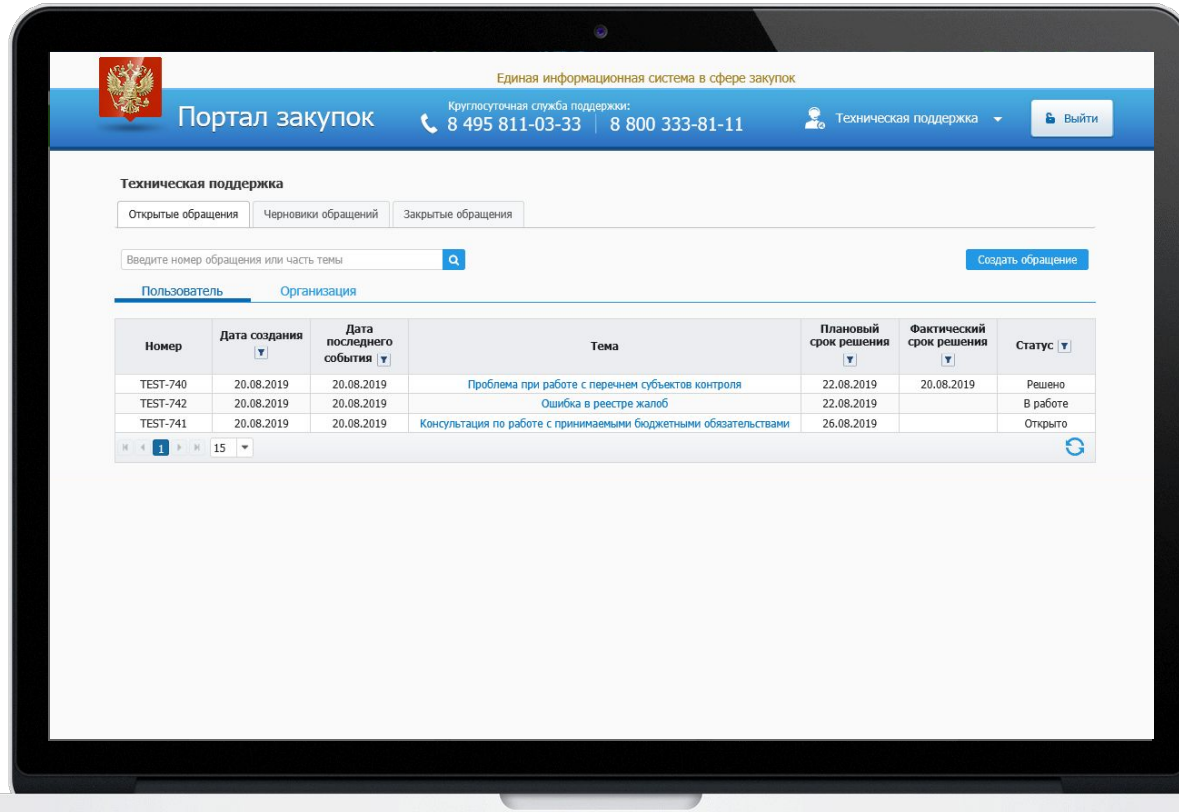 Единая информационная система в сфере закупок
Портал закупок
Круглосуточная служба поддержки:
8 495 811-03-33 8 800 333-81-11
Техническая поддержка
Выйти
Техническая поддержка
Открытые обращения Черновики обращений Закрытые обращения
Введите номер обращения или часть темы
Создать обращение
Пользователь Организация
Номер Дата создания Дата последнего события Тема Плановый срок решения Фактический срок решения Статус
TEST-740 20.08.2019 20.08.2019 Проблема при работе с перечнем субъектов контроля 22.08.2019 20.08.2019 Решено
TEST-742 20.08.2019 20.08.2019 Ошибка в реестре жалоб 22.08.2019 В работе
TEST-741 20.08.2019 20.08.2019 Консультация по работе с принимаемыми бюджетными обязательствами 26.08.2019 Открыто
1 15